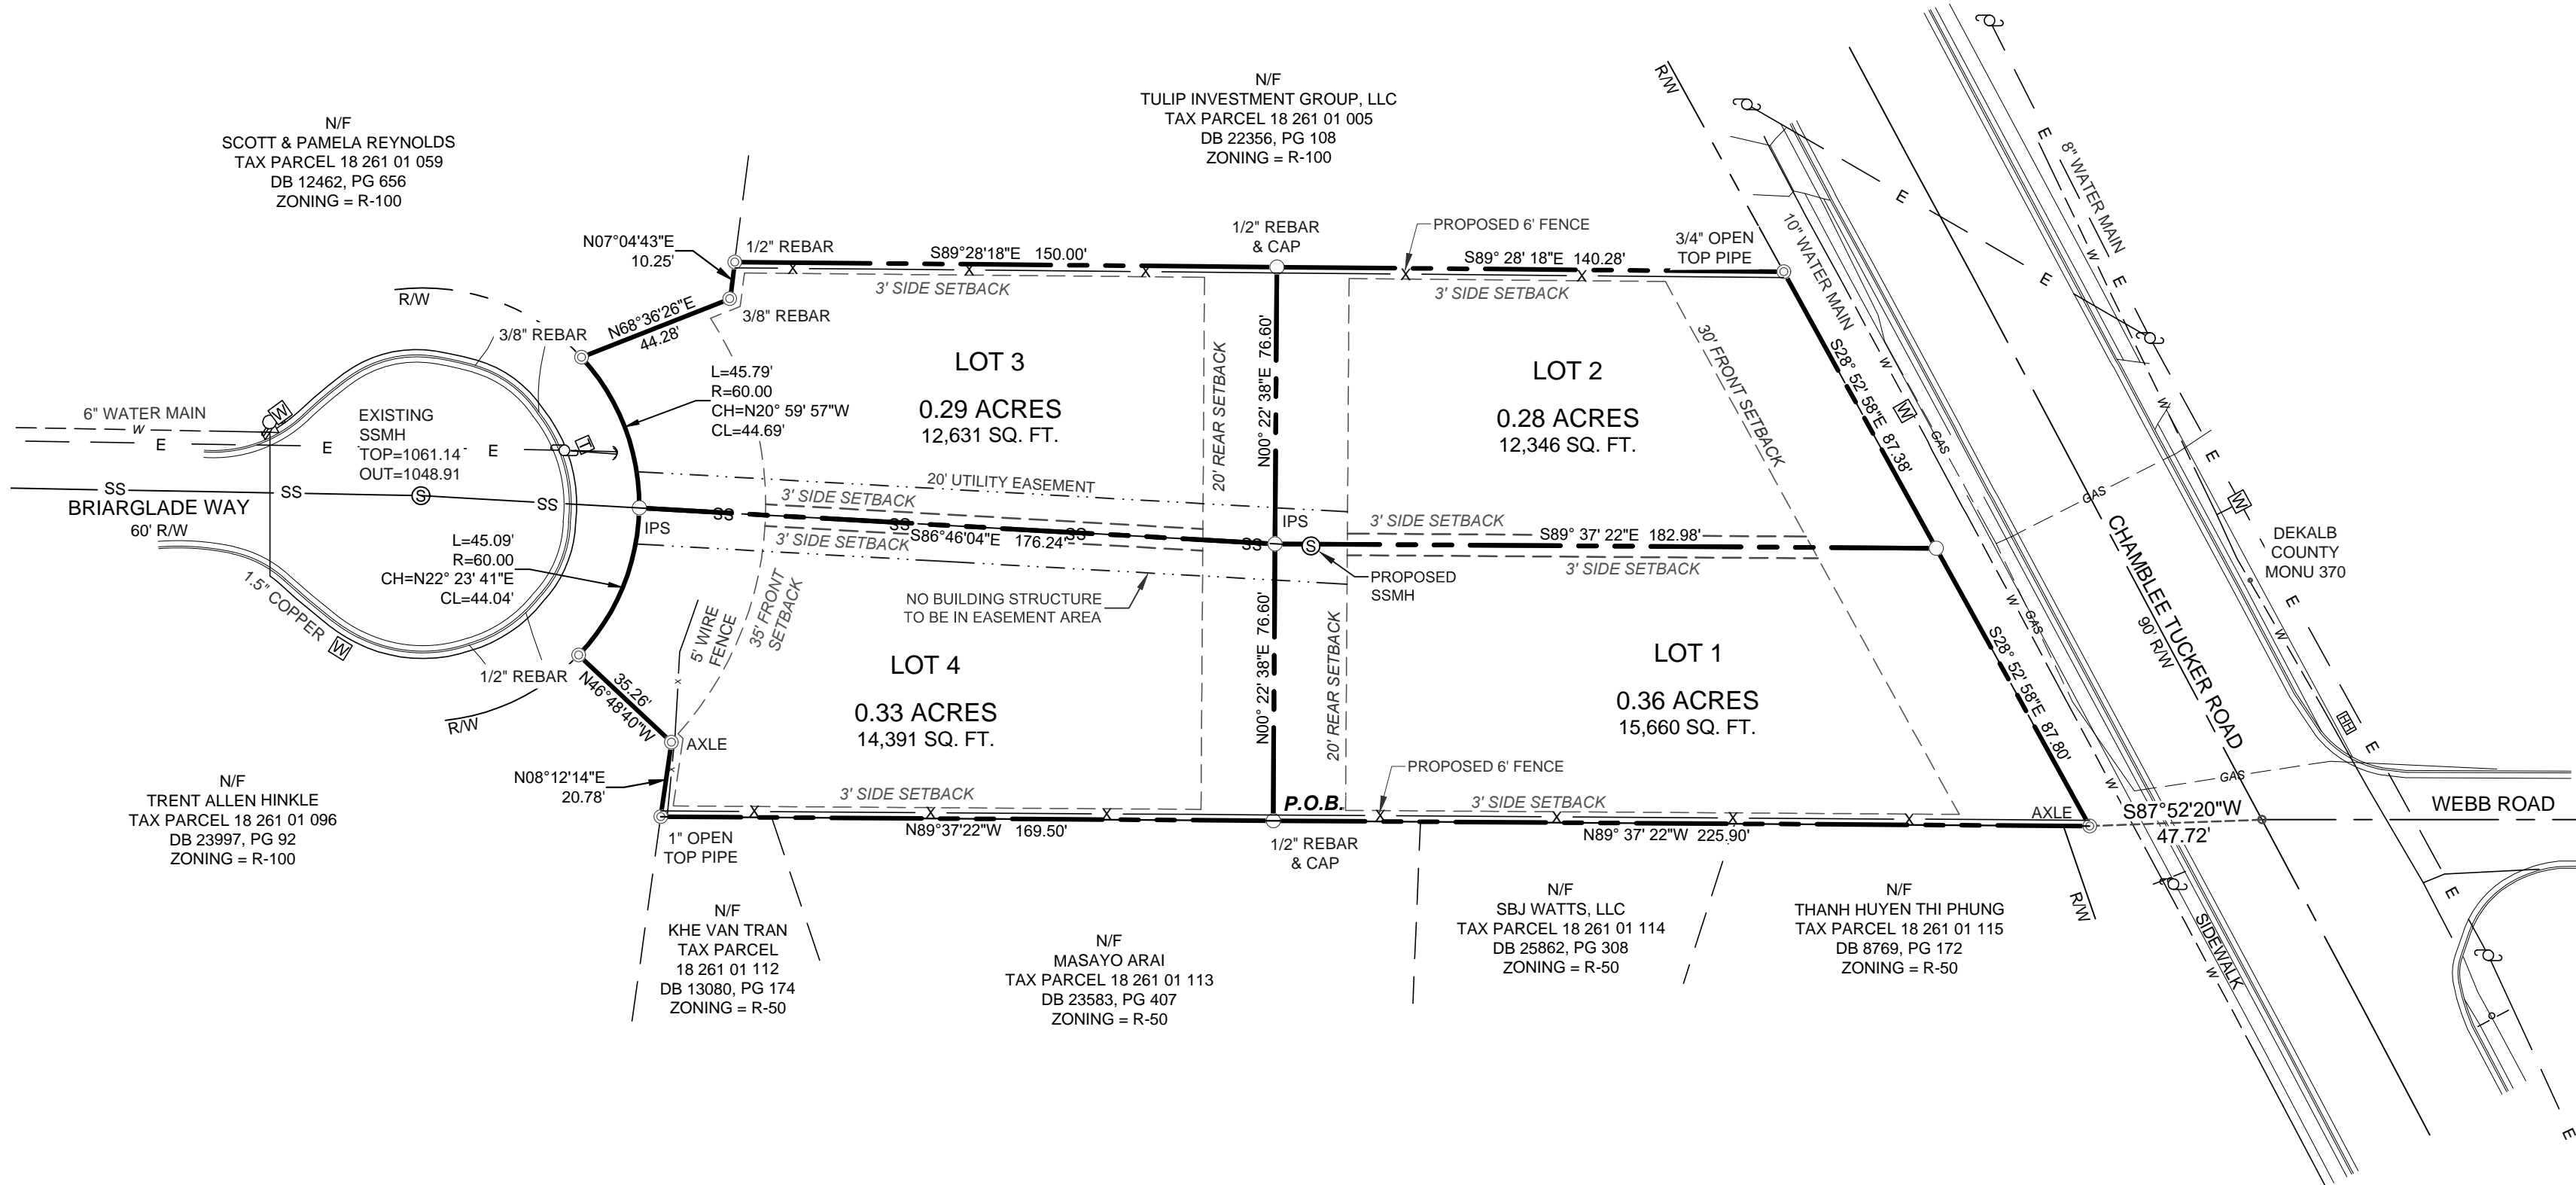 N/F
SCOTT & PAMELA REYNOLDS
TAX PARCEL 18 261 01 059
DB 12462, PG 656
ZONING = R-100
N/F
TULIP INVESTMENT GROUP, LLC
TAX PARCEL 18 261 01 005
DB 22356, PG 108
ZONING = R-100
R/W
8" WATER MAIN
10" WATER MAIN
N07°04'43"E
10.25'
1/2" REBAR
S89°28'18"E 150.00'
1/2" REBAR
& CAP
PROPOSED 6' FENCE
S89° 28' 18"E 140.28'
3/4" OPEN
TOP PIPE
3' SIDE SETBACK
3' SIDE SETBACK
R/W
3/8" REBAR
N68°36'26"E
44.28'
3/8" REBAR
L=45.79'
R=60.00
CH=N20° 59' 57"W
CL=44.69'
LOT 3
0.29 ACRES
12,631 SQ. FT.
20' REAR SETBACK
N00° 22' 38"E 76.60'
LOT 2
0.28 ACRES
12,346 SQ. FT.
30' FRONT SETBACK
S28° 52' 58"E 87.38'
6" WATER MAIN
W
E
E
E
EXISTING
SSMH
TOP=1061.14
OUT=1048.91
W
T
S
SS
SS
SS
BRIARGLADE WAY
60' R/W
20' UTILITY EASEMENT
3' SIDE SETBACK
SS
SS
SS
SS
S86°46'04"E 176.24'
3' SIDE SETBACK
IPS
IPS
S
3' SIDE SETBACK
S89° 37' 22"E 182.98'
3' SIDE SETBACK
PROPOSED
SSMH
L=45.09'
R=60.00
CH=N22° 23' 41"E
CL=44.04'
1.5" COPPER
W
1/2" REBAR
R/W
5' WIRE
FENCE
35' FRONT
SETBACK
NO BUILDING STRUCTURE
TO BE IN EASEMENT AREA
35.26'
N46°48'40"W
AXLE
LOT 4
0.33 ACRES
14,391 SQ. FT.
N00° 22' 38"E 76.60'
20' REAR SETBACK
LOT 1
0.36 ACRES
15,660 SQ. FT.
S28° 52' 58"E 87.80'
CHAMBLEE TUCKER ROAD
90' R/W
GAS
GAS
GAS
GAS
W
W
DEKALB
COUNTY
MONU 370
HH
N08°12'14"E
20.78'
3' SIDE SETBACK
P.O.B.
PROPOSED 6' FENCE
3' SIDE SETBACK
AXLE
S87°52'20"W
47.72'
WEBB ROAD
1" OPEN
TOP PIPE
N89°37'22"W 169.50'
1/2" REBAR
& CAP
N89° 37' 22"W 225.90'
R/W
SIDEWALK
N/F
TRENT ALLEN HINKLE
TAX PARCEL 18 261 01 096
DB 23997, PG 92
ZONING = R-100
N/F
KHE VAN TRAN
TAX PARCEL
18 261 01 112
DB 13080, PG 174
ZONING = R-50
N/F
MASAYO ARAI
TAX PARCEL 18 261 01 113
DB 23583, PG 407
ZONING = R-50
N/F
SBJ WATTS, LLC
TAX PARCEL 18 261 01 114
DB 25862, PG 308
ZONING = R-50
N/F
THANH HUYEN THI PHUNG
TAX PARCEL 18 261 01 115
DB 8769, PG 172
ZONING = R-50